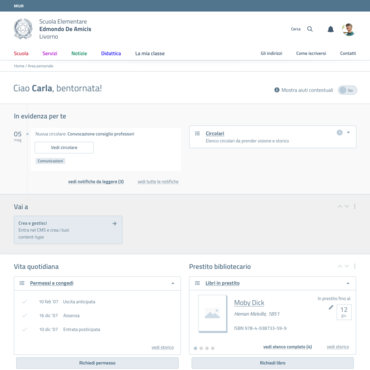 MIUR
Scuola Elementare
Edmondo De Amicis
Livorno
Cerca
Scuola Servizi Notizie Didattica La mia classe
Gli indirizzi Come iscriversi Contatti
Home / Area personale
Ciao Carla, bentornata!
Mostra aiuti contestuali No
In evidenza per te
05
mag
Nuova circolare: Convocazione consiglio professori
Vedi circolare
Comunicazioni
vedi notifiche da leggere (3) vedi tutte le notifiche
Circolari
Elenco circolari da prender visione e storico
Vai a
Crea e gestisci
Entra nel CMS e crea i tuoi
content-type
Vita quotidiana
Permessi e congedi
10 feb '07 Uscita anticipata
16 dic '07 Assenza
10 dic '07 Entrata posticipata
vedi storico
Richiedi permesso
Prestito bibliotecario
Libri in prestito
Moby Dick
Herman Melville, 1851
ISBN 978-4-938733-56-9
In prestito fino al
12
giu
vedi elenco completo (4) vedi storico
Richiedi libro